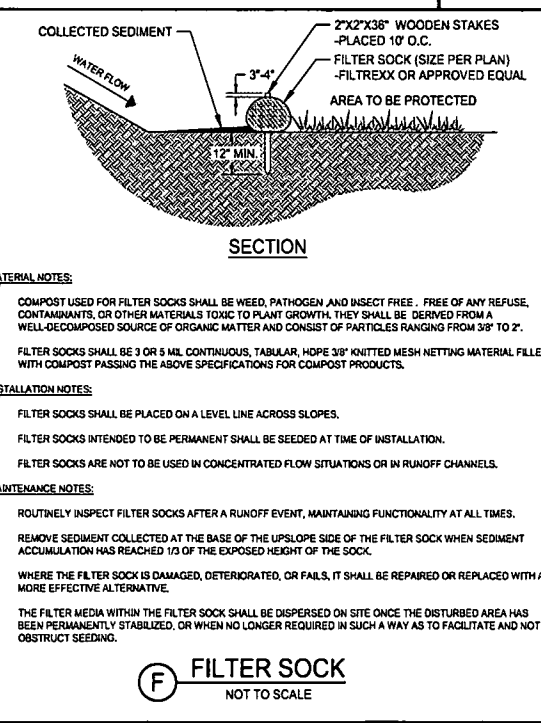 COLLECTED SEDIMENT
2"X2"X36" WOODEN STAKES
-PLACED 10' O.C.
FILTER SOCK (SIZE PER PLAN)
-FILTREXX OR APPROVED EQUAL
WATER FLOW
3"-4"
AREA TO BE PROTECTED
12" MIN.
SECTION
ATERIAL NOTES:
COMPOST USED FOR FILTER SOCKS SHALL BE WEED, PATHOGEN AND INSECT FREE. FREE OF ANY REFUSE,
CONTAMINANTS, OR OTHER MATERIALS TOXIC TO PLANT GROWTH. THEY SHALL BE DERIVED FROM A
WELL-DECOMPOSED SOURCE OF ORGANIC MATTER AND CONSIST OF PARTICLES RANGING FROM 3/8" TO 2".
FILTER SOCKS SHALL BE 3 OR 5 MIL CONTINUOUS, TABULAR, HDPE 3/8" KNITTED MESH NETTING MATERIAL FILLE
WITH COMPOST PASSING THE ABOVE SPECIFICATIONS FOR COMPOST PRODUCTS.
STALLATION NOTES:
FILTER SOCKS SHALL BE PLACED ON A LEVEL LINE ACROSS SLOPES.
FILTER SOCKS INTENDED TO BE PERMANENT SHALL BE SEEDED AT TIME OF INSTALLATION.
FILTER SOCKS ARE NOT TO BE USED IN CONCENTRATED FLOW SITUATIONS OR IN RUNOFF CHANNELS.
AINTENANCE NOTES:
ROUTINELY INSPECT FILTER SOCKS AFTER A RUNOFF EVENT, MAINTAINING FUNCTIONALITY AT ALL TIMES.
REMOVE SEDIMENT COLLECTED AT THE BASE OF THE UPSLOPE SIDE OF THE FILTER SOCK WHEN SEDIMENT
ACCUMULATION HAS REACHED 1/3 OF THE EXPOSED HEIGHT OF THE SOCK.
WHERE THE FILTER SOCK IS DAMAGED, DETERIORATED, OR FAILS, IT SHALL BE REPAIRED OR REPLACED WITH A
MORE EFFECTIVE ALTERNATIVE.
THE FILTER MEDIA WITHIN THE FILTER SOCK SHALL BE DISPERSED ON SITE ONCE THE DISTURBED AREA HAS
BEEN PERMANENTLY STABILIZED, OR WHEN NO LONGER REQUIRED IN SUCH A WAY AS TO FACILITATE AND NOT
OBSTRUCT SEEDING.
F FILTER SOCK
NOT TO SCALE